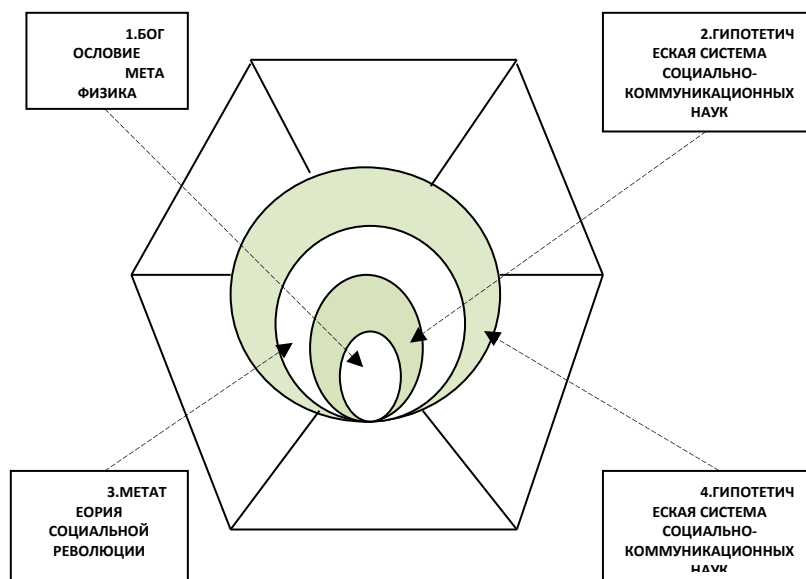 1.БОГ
ОСЛОВИЕ
МЕТА
ФИЗИКА
2.ГИПОТЕТИЧ
ЕСКАЯ СИСТЕМА
СОЦИАЛЬНО-
КОММУНИКАЦИОННЫХ
НАУК
3.МЕТАТ
ЕОРИЯ
СОЦИАЛЬНОЙ
РЕВОЛЮЦИИ
4.ГИПОТЕТИЧ
ЕСКАЯ СИСТЕМА
СОЦИАЛЬНО-
КОММУНИКАЦИОННЫХ
НАУК